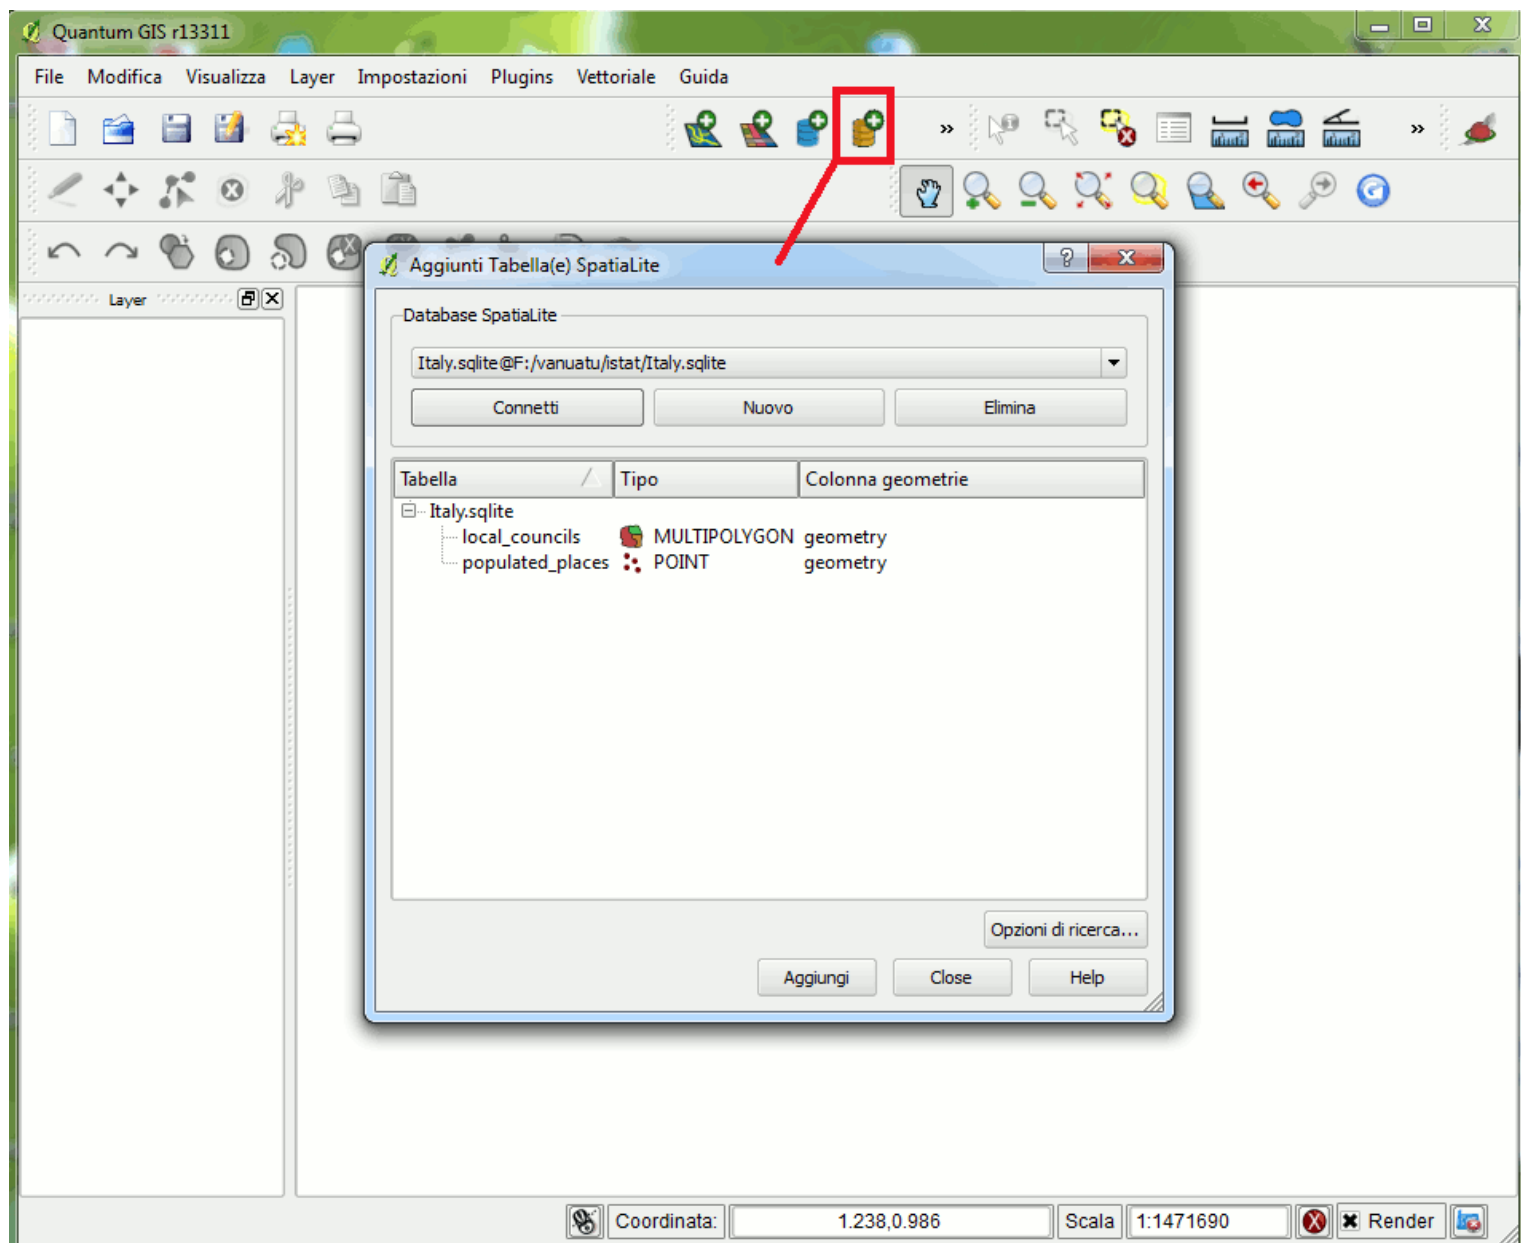 Quantum GIS r13311
File Modifica Visualizza Layer Impostazioni Plugins Vettoriale Guida
» »
Layer
Aggiunti Tabella(e) SpatiaLite
Database SpatiaLite
Italy.sqlite@F:/vanuatu/istat/Italy.sqlite
Connetti Nuovo Elimina
Tabella Tipo Colonna geometrie
Italy.sqlite
local_councils MULTIPOLYGON geometry
populated_places POINT geometry
Opzioni di ricerca...
Aggiungi Close Help
Coordinata: 1.238,0.986 Scala 1:1471690 Render